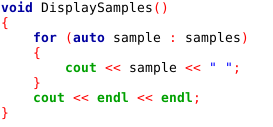 void DisplaySamples()
{
    for (auto sample : samples)
    {
        cout << sample << " ";
    }
    cout << endl << endl;
}